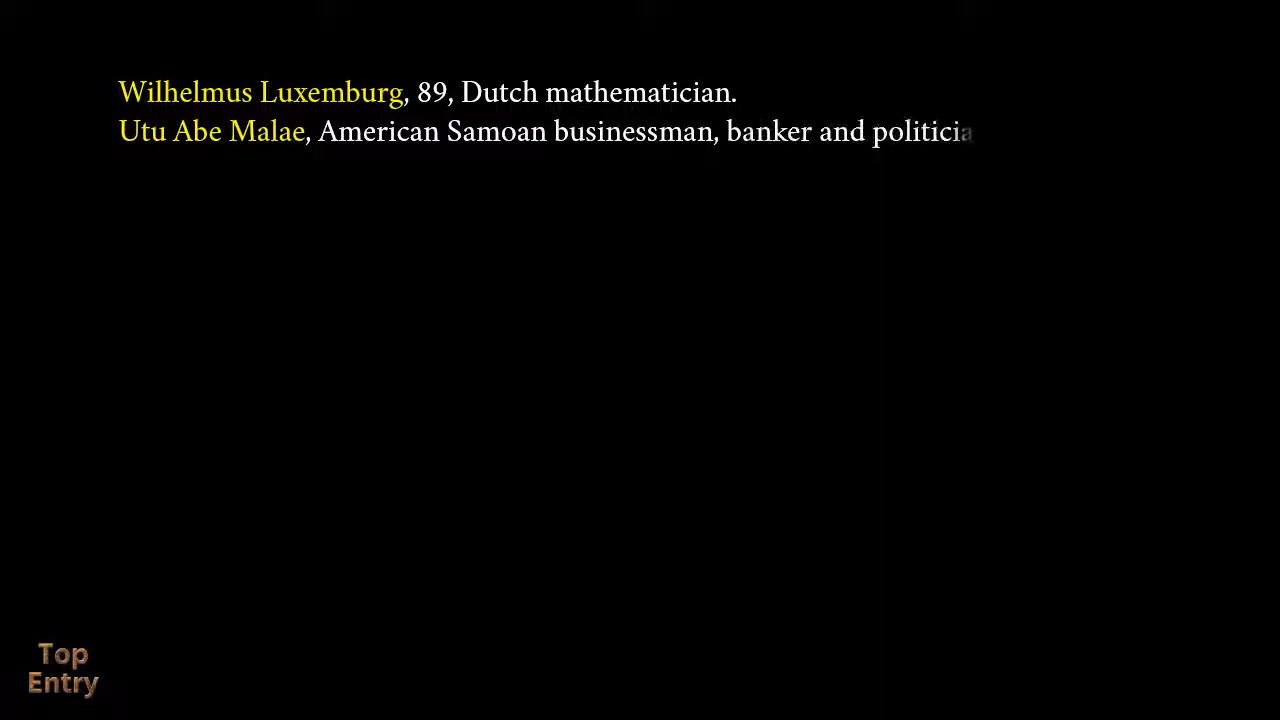 Wilhelmus Luxemburg, 89, Dutch mathematician.
Utu Abe Malae, American Samoan businessman, banker and politicia
Top
Entry